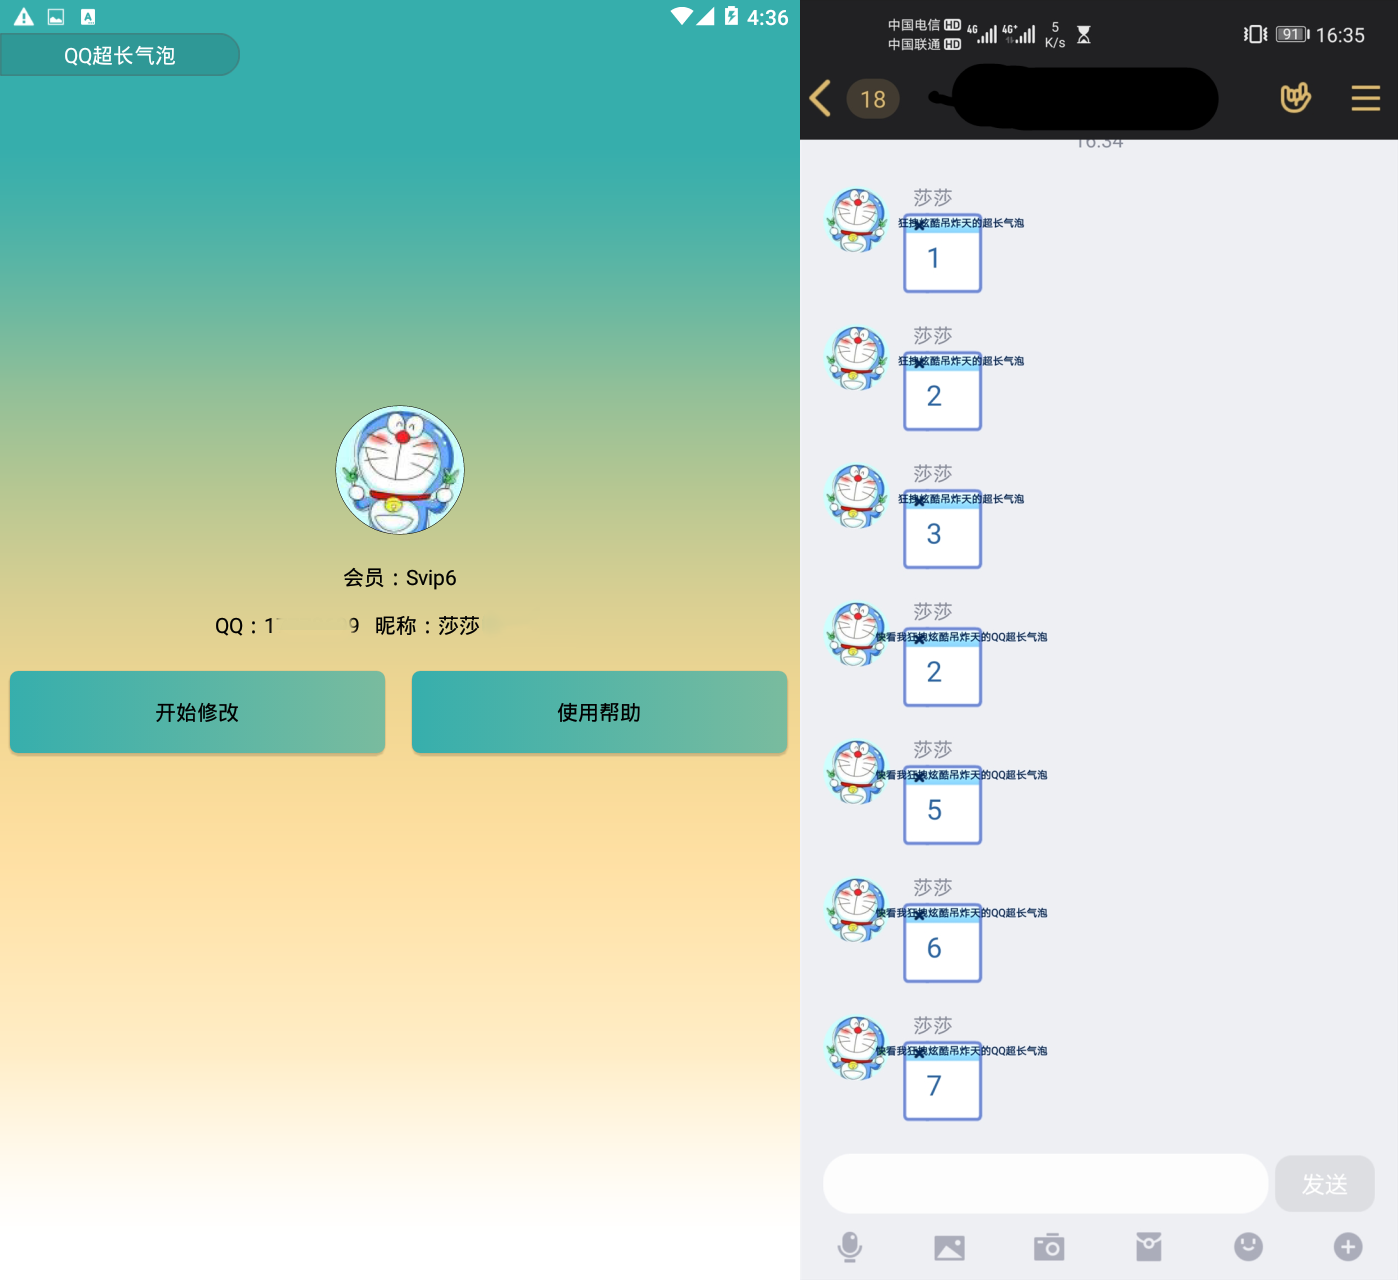 4:36
QQ超长气泡
会员：Svip6
QQ：1
9 昵称：莎莎
开始修改
使用帮助
中国电信 HD
中国联通 HD
4G
4G+
5
K/s
91
16:35
18
16:34
莎莎
狂拽炫酷吊炸天的超长气泡
1
莎莎
狂拽炫酷吊炸天的超长气泡
2
莎莎
狂拽炫酷吊炸天的超长气泡
3
莎莎
快看我狂拽炫酷吊炸天的QQ超长气泡
2
莎莎
快看我狂拽炫酷吊炸天的QQ超长气泡
5
莎莎
快看我狂拽炫酷吊炸天的QQ超长气泡
6
莎莎
快看我狂拽炫酷吊炸天的QQ超长气泡
7
发送